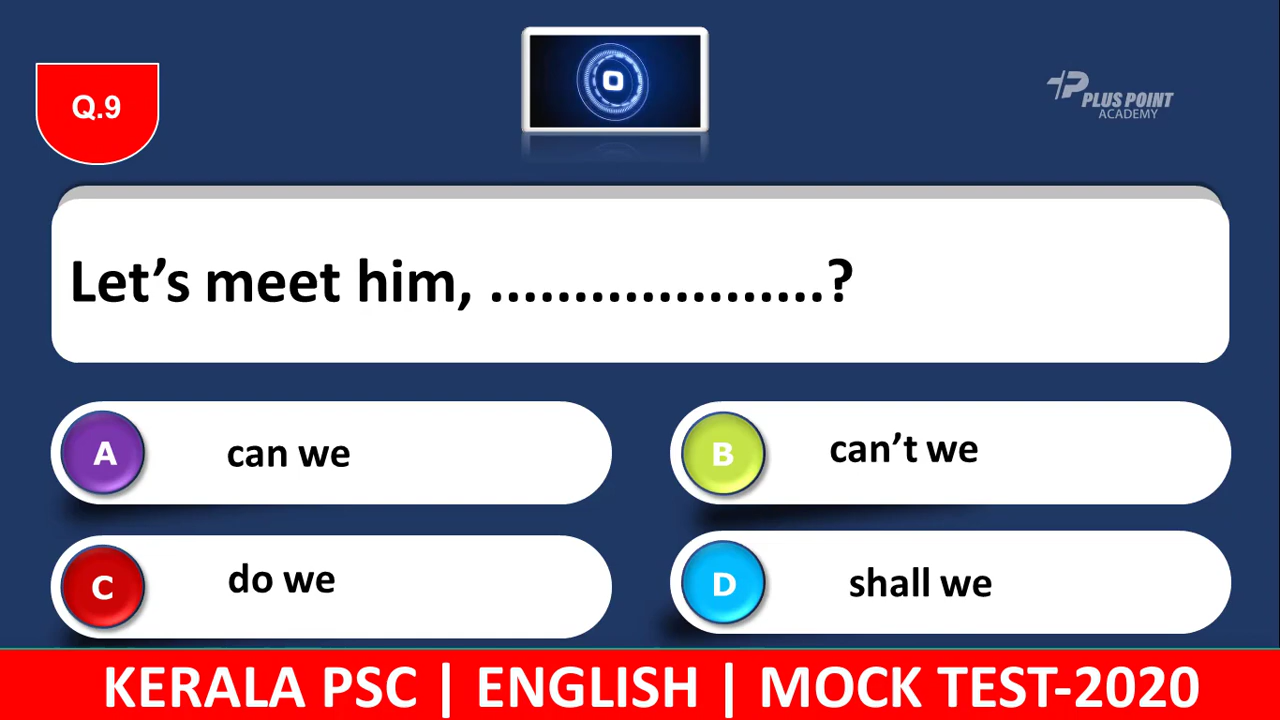 Q.9
PLUS POINT
ACADEMY
Let’s meet him, ....................?
A can we
B can’t we
C do we
D shall we
KERALA PSC | ENGLISH | MOCK TEST-2020